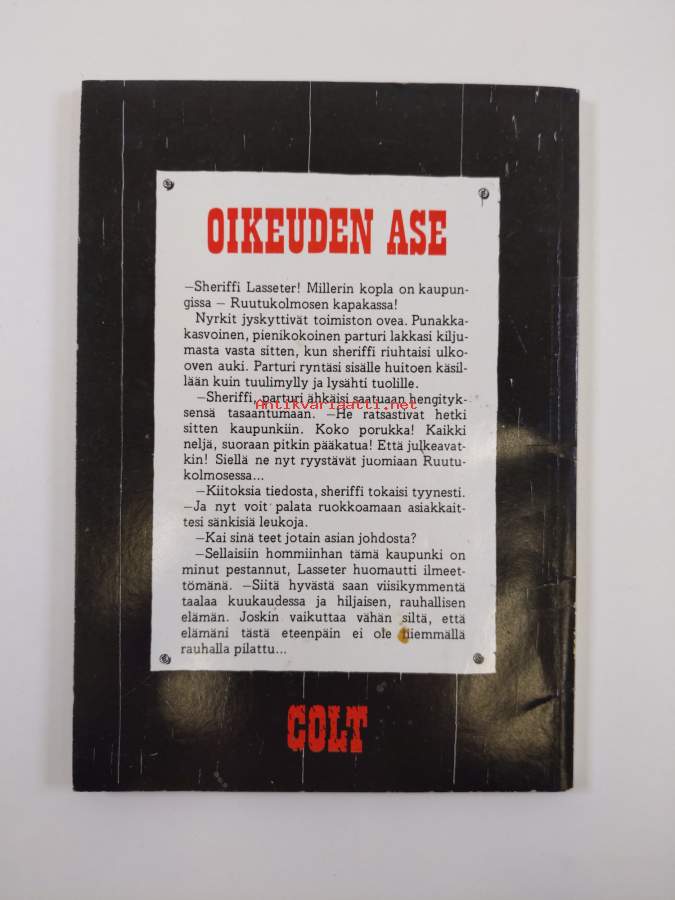 OIKEUDEN ASE
—Sheriffi Lasseter! Millerin kopla on kaupun-
gissa — Ruutukolmosen kapakassa!
Nyrkit jyskyttivät toimiston ovea. Punakka-
kasvoinen, pienikokoinen parturi lakkasi kilju-
masta vasta sitten, kun sheriffi riuhtaisi ulko-
oven auki. Parturi ryntäsi sisälle huitoen käsil-
lään kuin tuulimylly ja lysähti tuolille.
—Sheriffi, parturi ähkäisi saatuaan hengityk-
Antikvariaatti.net
sensä tasaantumaan. —He ratsastivat hetki
sitten kaupunkiin. Koko porukka! Kaikki
neljä, suoraan pitkin pääkatua! Että julkeavat-
kin! Siellä ne nyt ryystävät juomiaan Ruutu-
kolmosessa...
—Kiitoksia tiedosta, sheriffi tokaisi tyynesti.
—Ja nyt voit palata ruokkoamaan asiakkait-
tesi sänkisiä leukoja.
—Kai sinä teet jotain asian johdosta?
—Sellaisiin hommiinhan tämä kaupunki on
minut pestannut, Lasseter huomautti ilmeet-
tömänä. —Siitä hyvästä saan viisikymmentä
taalaa kuukaudessa ja hiljaisen, rauhallisen
elämän. Joskin vaikuttaa vähän siltä, että
elämäni tästä eteenpäin ei ole liemmällä
rauhalla pilattu...
COLT